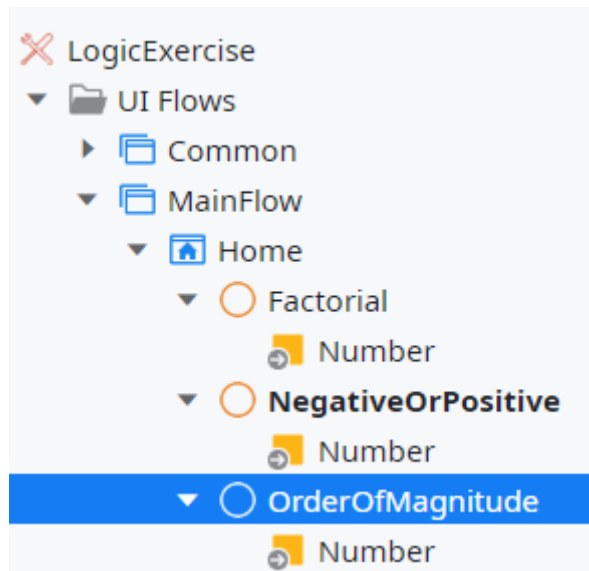 LogicExercise
UI Flows
Common
MainFlow
Home
Factorial
Number
NegativeOrPositive
Number
OrderOfMagnitude
Number